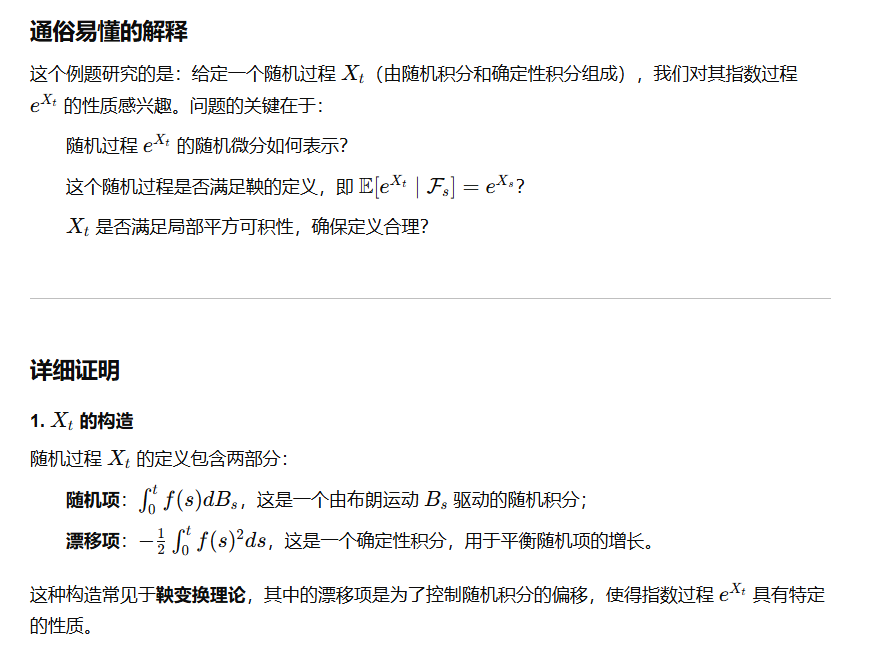 通俗易懂的解释
这个例题研究的是：给定一个随机过程 $X_t$（由随机积分和确定性积分组成），我们对其指数过程
$e^{X_t}$ 的性质感兴趣。问题的关键在于：
随机过程 $e^{X_t}$ 的随机微分如何表示？
这个随机过程是否满足鞅的定义，即 $\mathbb{E}[e^{X_t} \mid \mathcal{F}_s] = e^{X_s}$？
$X_t$ 是否满足局部平方可积性，确保定义合理？
详细证明
1. $X_t$ 的构造
随机过程 $X_t$ 的定义包含两部分：
随机项：$\int_0^t f(s)dB_s$，这是一个由布朗运动 $B_s$ 驱动的随机积分；
漂移项：$-\frac{1}{2}\int_0^t f(s)^2 ds$，这是一个确定性积分，用于平衡随机项的增长。
这种构造常见于鞅变换理论，其中的漂移项是为了控制随机积分的偏移，使得指数过程 $e^{X_t}$ 具有特定
的性质。